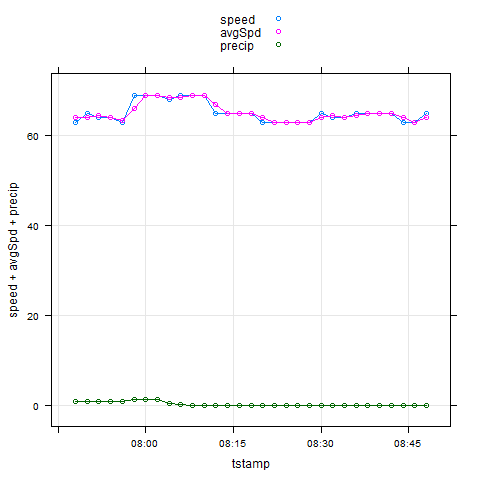 speed
avgSpd
precip
60
40
20
0
speed + avgSpd + precip
08:00 08:15 08:30 08:45
tstamp